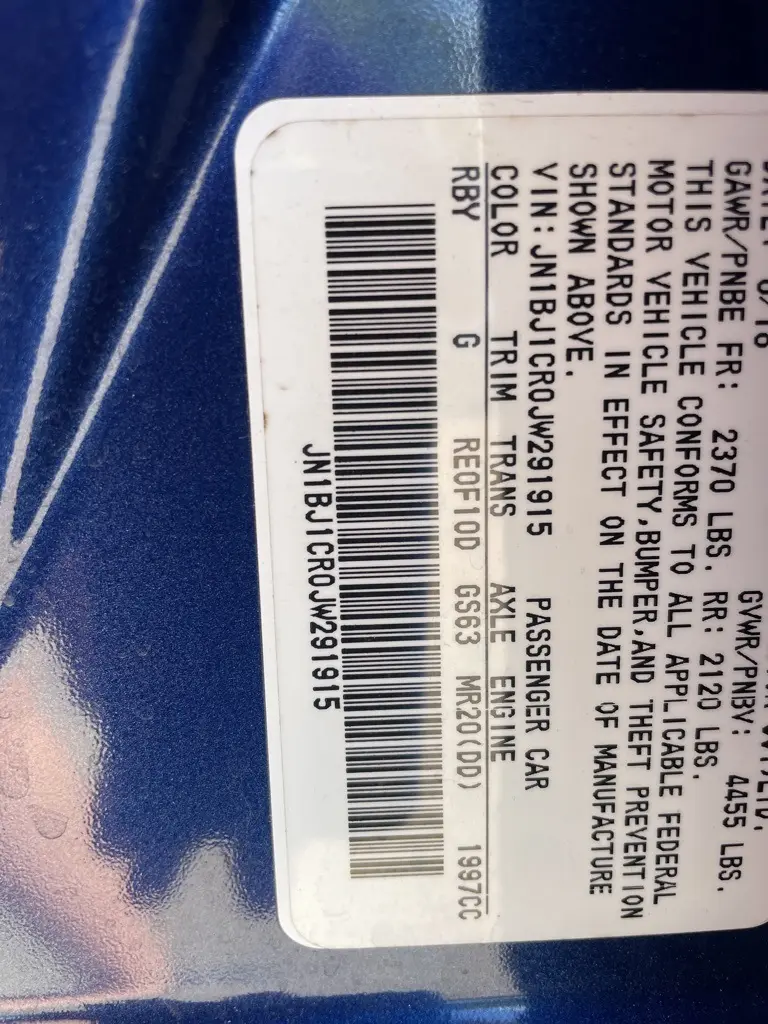 GVWR/PNBV: 4455 LBS.
GAWR/PNBE FR: 2370 LBS. RR: 2120 LBS.
THIS VEHICLE CONFORMS TO ALL APPLICABLE FEDERAL
MOTOR VEHICLE SAFETY,BUMPER,AND THEFT PREVENTION
STANDARDS IN EFFECT ON THE DATE OF MANUFACTURE
SHOWN ABOVE.
VIN: JN1BJ1CR0JW291915 PASSENGER CAR
COLOR TRIM TRANS AXLE ENGINE
RBY G RE0F10D GS63 MR20(DD) 1997CC
JN1BJ1CR0JW291915